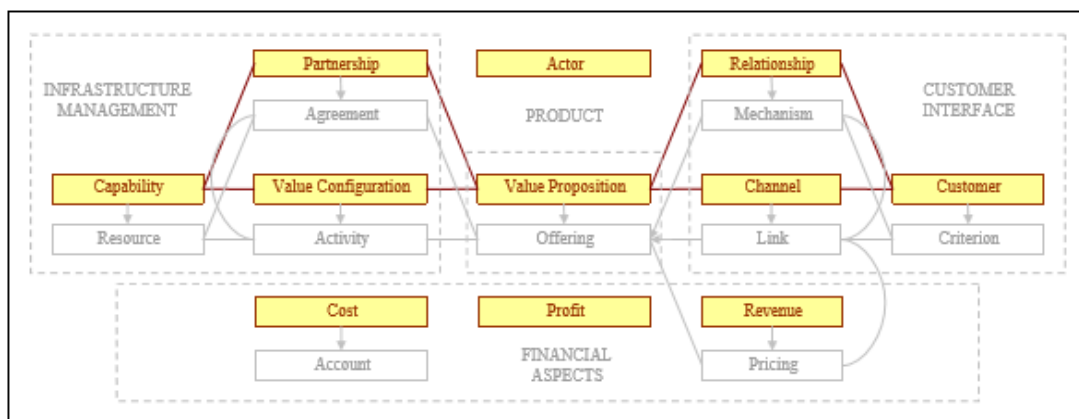 Partnership
Actor
Relationship
INFRASTRUCTURE
MANAGEMENT
CUSTOMER
INTERFACE
Agreement
PRODUCT
Mechanism
Capability
Value Configuration
Value Proposition
Channel
Customer
Resource
Activity
Offering
Link
Criterion
Cost
Profit
Revenue
Account
FINANCIAL
ASPECTS
Pricing